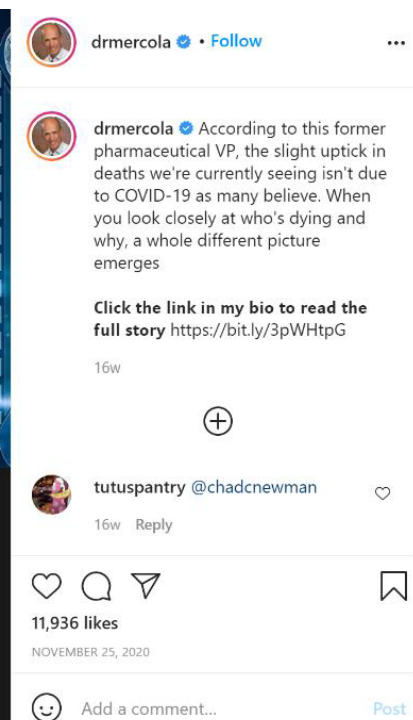 drmercola • Follow
drmercola According to this former
pharmaceutical VP, the slight uptick in
deaths we're currently seeing isn't due
to COVID-19 as many believe. When
you look closely at who's dying and
why, a whole different picture
emerges
Click the link in my bio to read the
full story https://bit.ly/3pWHtpG
16w
tutuspantry @chadcnewman
16w Reply
11,936 likes
NOVEMBER 25, 2020
Add a comment... Post